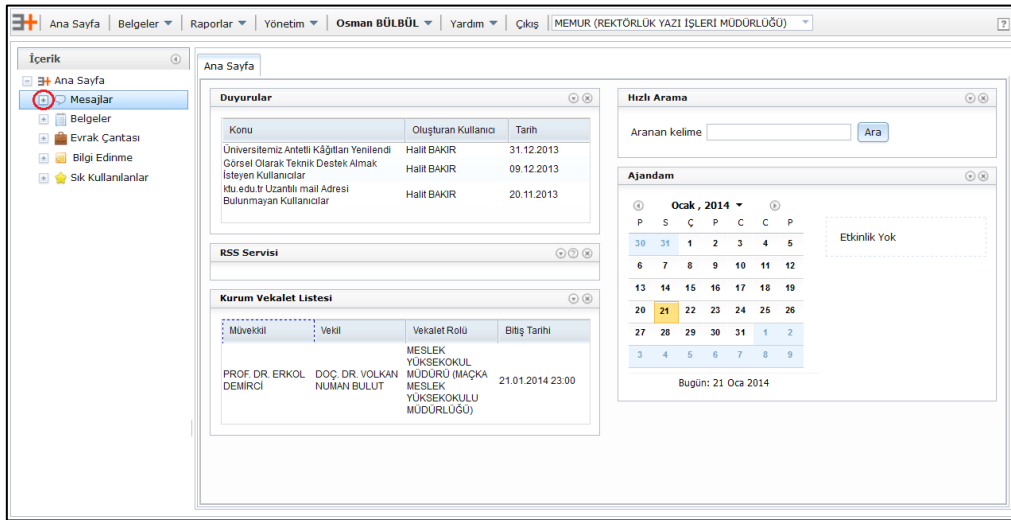 Ana Sayfa Belgeler Raporlar Yönetim Osman BÜLBÜL Yardım Çıkış MEMUR (REKTÖRLÜK YAZI İŞLERİ MÜDÜRLÜĞÜ) ?
İçerik
Ana Sayfa
Mesajlar
Belgeler
Evrak Çantası
Bilgi Edinme
Sık Kullanılanlar
Ana Sayfa
Duyurular
Konu Oluşturan Kullanıcı Tarih
Üniversitemiz Antetli Kâğıtları Yenilendi Halit BAKIR 31.12.2013
Görsel Olarak Teknik Destek Almak
İsteyen Kullanıcılar Halit BAKIR 09.12.2013
ktu.edu.tr Uzantılı mail Adresi
Bulunmayan Kullanıcılar Halit BAKIR 20.11.2013
RSS Servisi
Kurum Vekalet Listesi
Müvekkil Vekil Vekalet Rolü Bitiş Tarihi
PROF. DR. ERKOL
DEMİRCİ
DOÇ. DR. VOLKAN
NUMAN BULUT
MESLEK
YÜKSEKOKUL
MÜDÜRÜ (MAÇKA
MESLEK
YÜKSEKOKULU
MÜDÜRLÜĞÜ)
21.01.2014 23:00
Hızlı Arama
Aranan kelime Ara
Ajandam
Ocak , 2014
P S Ç P C C P
30 31 1 2 3 4 5
6 7 8 9 10 11 12
13 14 15 16 17 18 19
20 21 22 23 24 25 26
27 28 29 30 31 1 2
3 4 5 6 7 8 9
Bugün: 21 Oca 2014
Etkinlik Yok